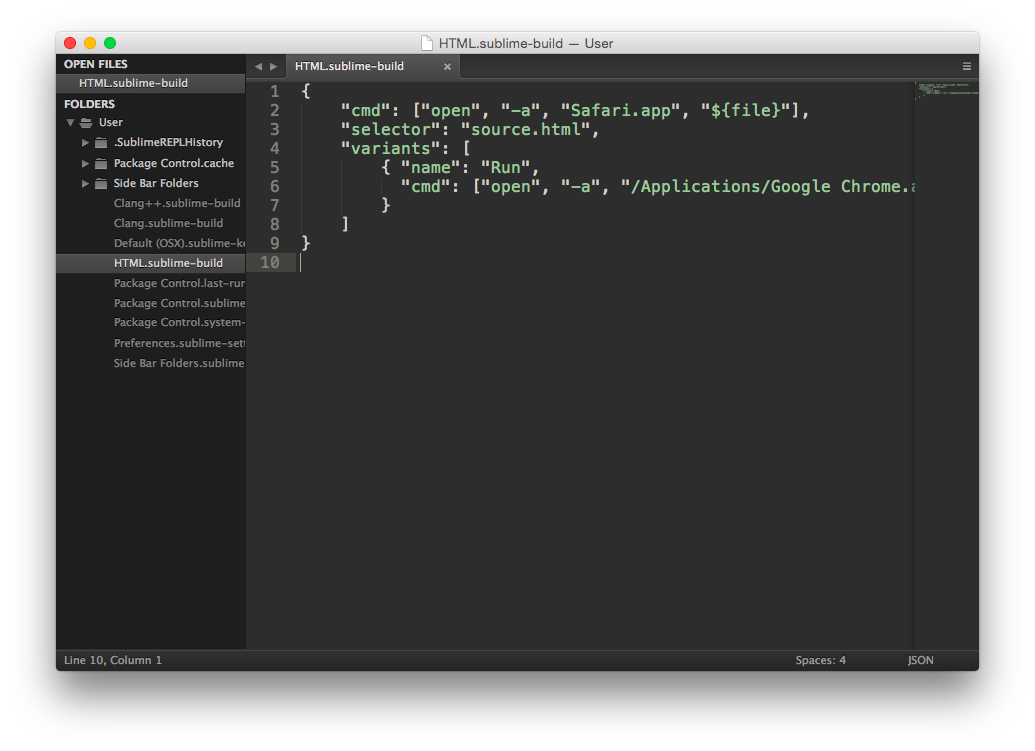 HTML.sublime-build — User
OPEN FILES
HTML.sublime-build
FOLDERS
User
.SublimeREPLHistory
Package Control.cache
Side Bar Folders
Clang++.sublime-build
Clang.sublime-build
Default (OSX).sublime-ke
HTML.sublime-build
Package Control.last-run
Package Control.sublime
Package Control.system-
Preferences.sublime-sett
Side Bar Folders.sublime
HTML.sublime-build ×
1 {
2     "cmd": ["open", "-a", "Safari.app", "${file}"],
3     "selector": "source.html",
4     "variants": [
5         { "name": "Run",
6           "cmd": ["open", "-a", "/Applications/Google Chrome.a
7         }
8     ]
9 }
10
Line 10, Column 1
Spaces: 4
JSON